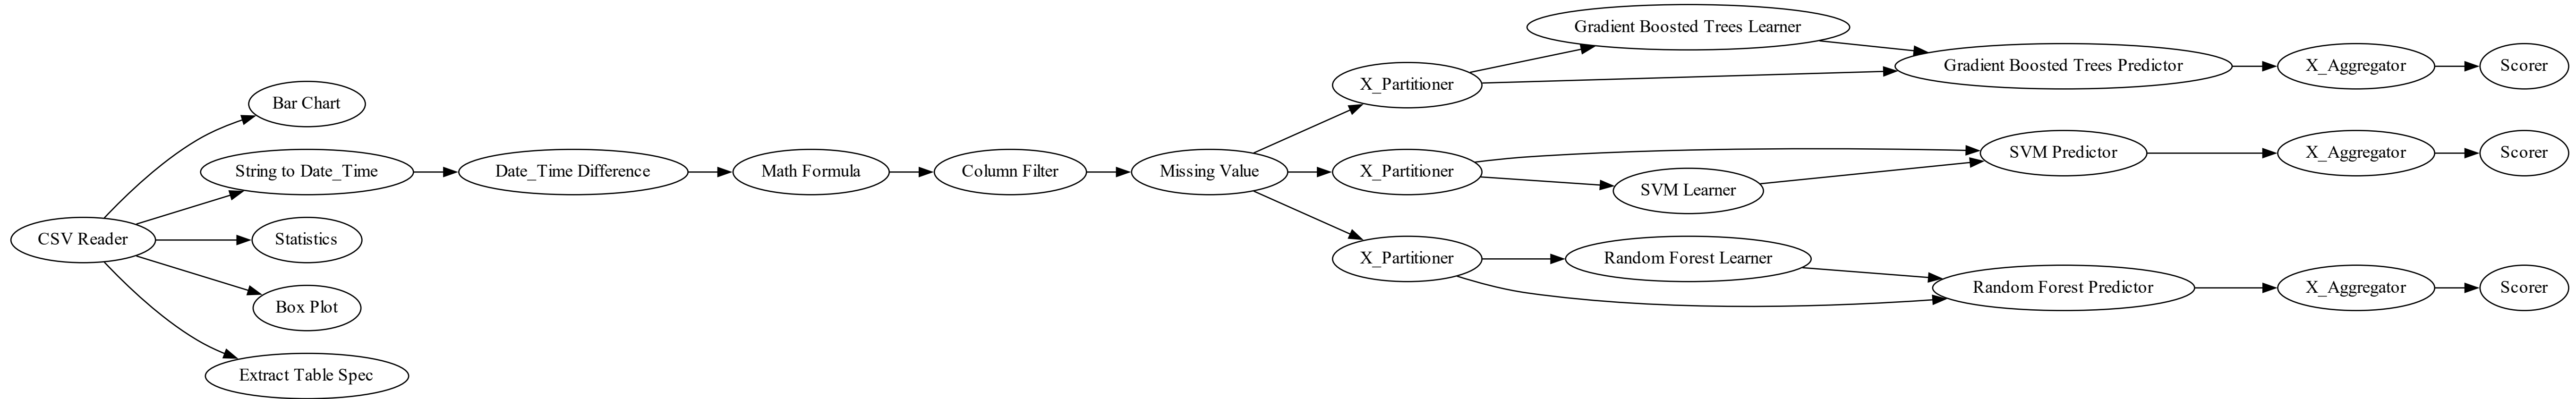 CSV Reader
Bar Chart
String to Date_Time
Statistics
Box Plot
Extract Table Spec
Date_Time Difference
Math Formula
Column Filter
Missing Value
X_Partitioner
Gradient Boosted Trees Learner
Gradient Boosted Trees Predictor
X_Aggregator
Scorer
X_Partitioner
SVM Learner
SVM Predictor
X_Aggregator
Scorer
X_Partitioner
Random Forest Learner
Random Forest Predictor
X_Aggregator
Scorer